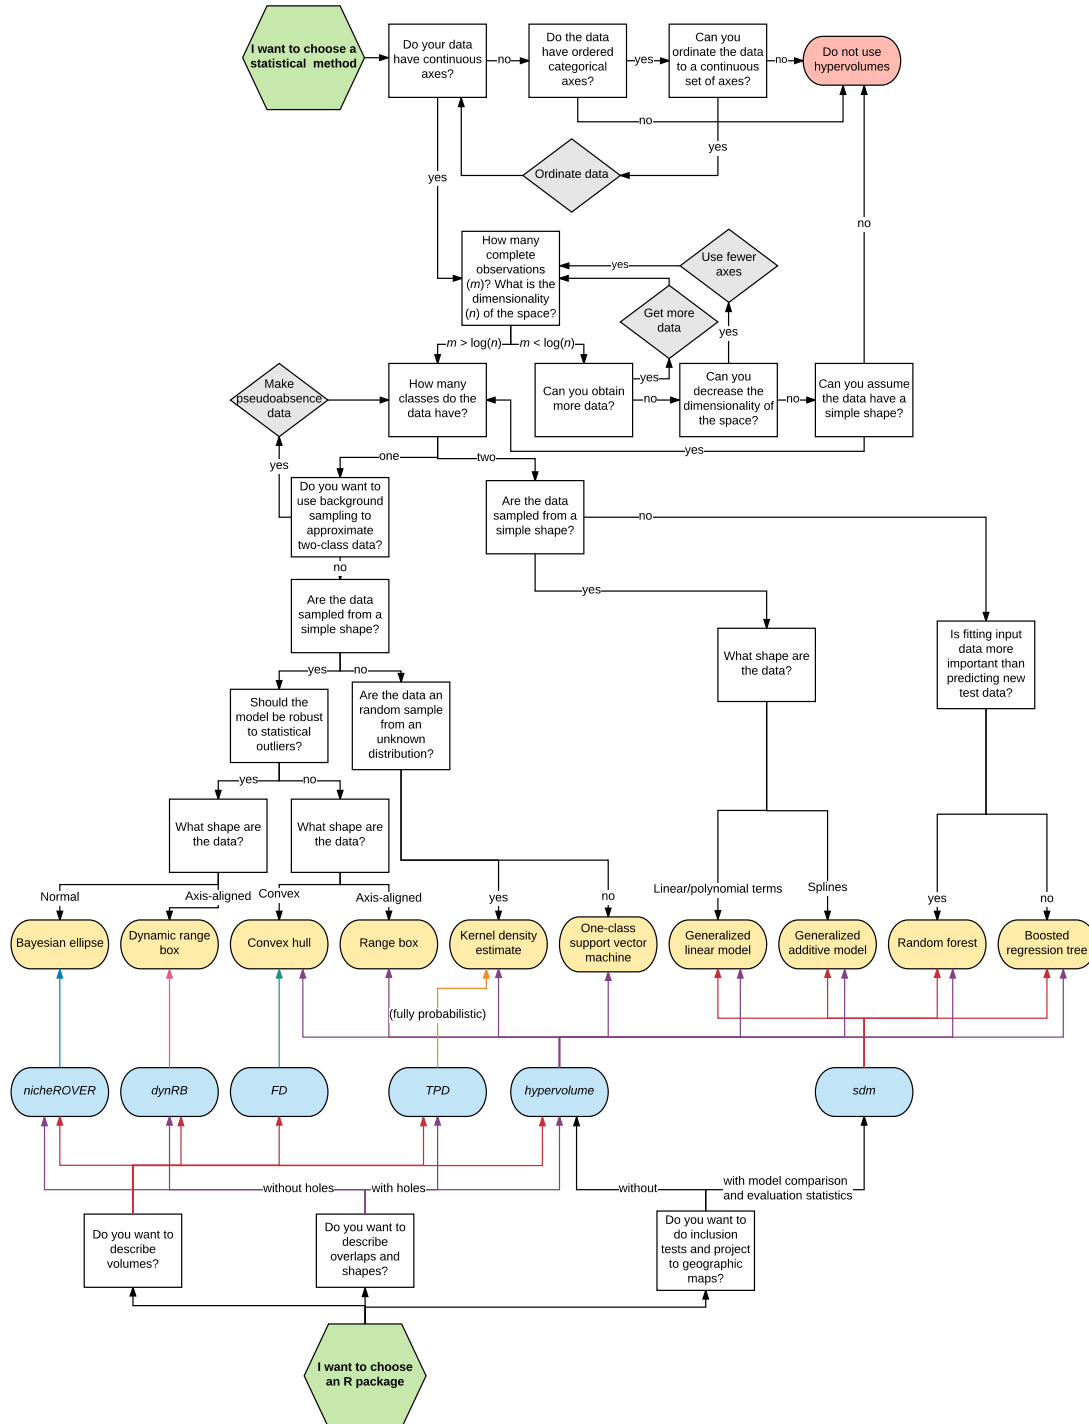 I want to choose a
statistical method
Do your data
have continuous
axes?
no
Do the data
have ordered
categorical
axes?
yes
Can you
ordinate the data
to a continuous
set of axes?
no
Do not use
hypervolumes
no
yes
yes
Ordinate data
no
How many
complete
observations
(m)? What is the
dimensionality
(n) of the space?
yes
Use fewer
axes
Get more
data
yes
m > log(n)
m < log(n)
Make
pseudoabsence
data
How many
classes do the
data have?
Can you obtain
more data?
yes
no
Can you
decrease the
dimensionality of
the space?
no
Can you assume
the data have a
simple shape?
yes
one
two
yes
Do you want to
use background
sampling to
approximate
two-class data?
Are the data
sampled from a
simple shape?
no
no
yes
Are the data
sampled from a
simple shape?
What shape are
the data?
Is fitting input
data more
important than
predicting new
test data?
yes
no
Should the
model be robust
to statistical
outliers?
Are the data an
random sample
from an
unknown
distribution?
yes
no
What shape are
the data?
What shape are
the data?
Normal
Axis-aligned
Convex
Axis-aligned
yes
no
Linear/polynomial terms
Splines
yes
no
Bayesian ellipse
Dynamic range
box
Convex hull
Range box
Kernel density
estimate
One-class
support vector
machine
Generalized
linear model
Generalized
additive model
Random forest
Boosted
regression tree
(fully probabilistic)
nicheROVER
dynRB
FD
TPD
hypervolume
sdm
without holes
with holes
without
with model comparison
and evaluation statistics
Do you want to
describe
volumes?
Do you want to
describe
overlaps and
shapes?
Do you want to
do inclusion
tests and project
to geographic
maps?
I want to choose
an R package